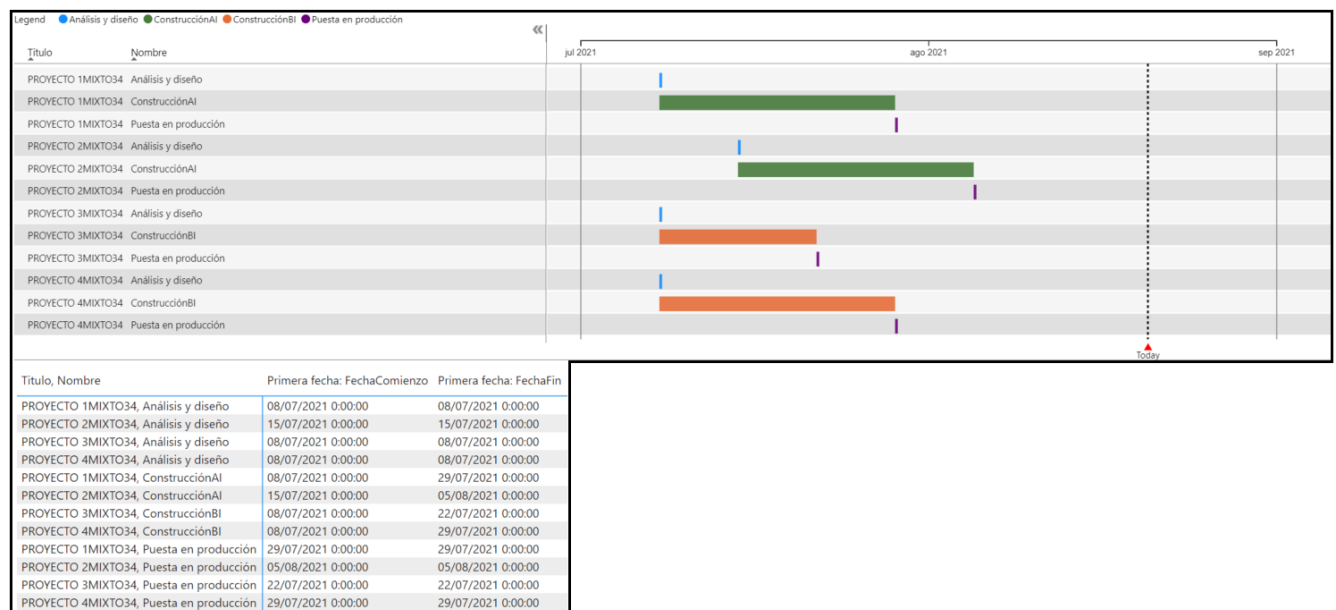 Legend Análisis y diseño ConstrucciónAI ConstrucciónBI Puesta en producción
«
Título Nombre jul 2021 ago 2021 sep 2021
PROYECTO 1MIXTO34 Análisis y diseño
PROYECTO 1MIXTO34 ConstrucciónAI
PROYECTO 1MIXTO34 Puesta en producción
PROYECTO 2MIXTO34 Análisis y diseño
PROYECTO 2MIXTO34 ConstrucciónAI
PROYECTO 2MIXTO34 Puesta en producción
PROYECTO 3MIXTO34 Análisis y diseño
PROYECTO 3MIXTO34 ConstrucciónBI
PROYECTO 3MIXTO34 Puesta en producción
PROYECTO 4MIXTO34 Análisis y diseño
PROYECTO 4MIXTO34 ConstrucciónBI
PROYECTO 4MIXTO34 Puesta en producción
Today
Titulo, Nombre Primera fecha: FechaComienzo Primera fecha: FechaFin
PROYECTO 1MIXTO34, Análisis y diseño 08/07/2021 0:00:00 08/07/2021 0:00:00
PROYECTO 2MIXTO34, Análisis y diseño 15/07/2021 0:00:00 15/07/2021 0:00:00
PROYECTO 3MIXTO34, Análisis y diseño 08/07/2021 0:00:00 08/07/2021 0:00:00
PROYECTO 4MIXTO34, Análisis y diseño 08/07/2021 0:00:00 08/07/2021 0:00:00
PROYECTO 1MIXTO34, ConstrucciónAI 08/07/2021 0:00:00 29/07/2021 0:00:00
PROYECTO 2MIXTO34, ConstrucciónAI 15/07/2021 0:00:00 05/08/2021 0:00:00
PROYECTO 3MIXTO34, ConstrucciónBI 08/07/2021 0:00:00 22/07/2021 0:00:00
PROYECTO 4MIXTO34, ConstrucciónBI 08/07/2021 0:00:00 29/07/2021 0:00:00
PROYECTO 1MIXTO34, Puesta en producción 29/07/2021 0:00:00 29/07/2021 0:00:00
PROYECTO 2MIXTO34, Puesta en producción 05/08/2021 0:00:00 05/08/2021 0:00:00
PROYECTO 3MIXTO34, Puesta en producción 22/07/2021 0:00:00 22/07/2021 0:00:00
PROYECTO 4MIXTO34, Puesta en producción 29/07/2021 0:00:00 29/07/2021 0:00:00